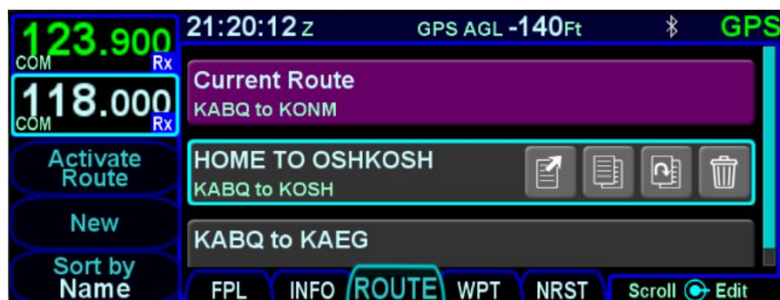 123.900
COM Rx
118.000
COM Rx
Activate
Route
New
Sort by
Name
21:20:12 Z GPS AGL -140Ft GPS
Current Route
KABQ to KONM
HOME TO OSHKOSH
KABQ to KOSH
KABQ to KAEG
FPL INFO ROUTE WPT NRST Scroll Edit